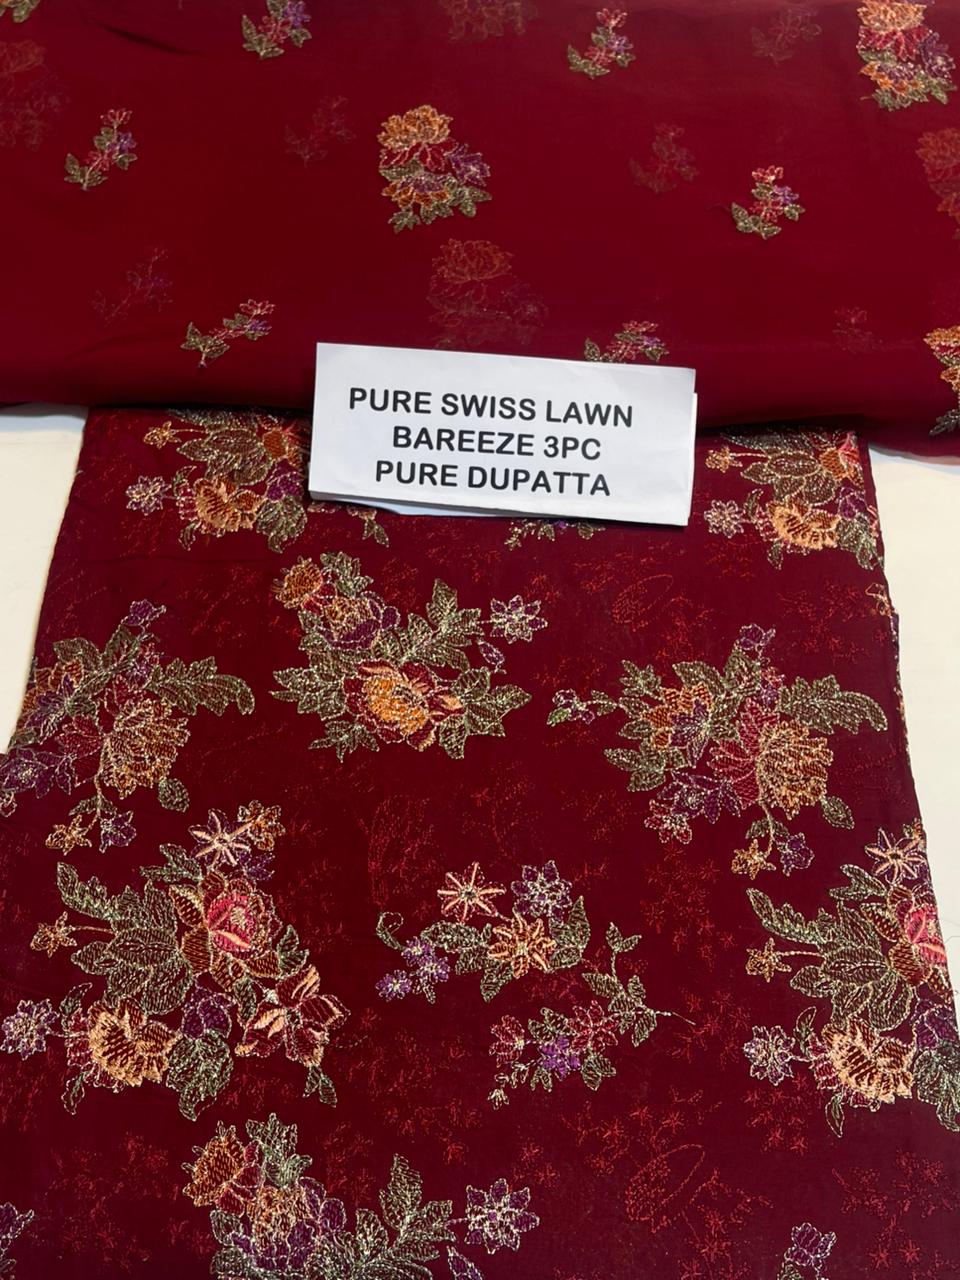 PURE SWISS LAWN
BAREEZE 3PC
PURE DUPATTA